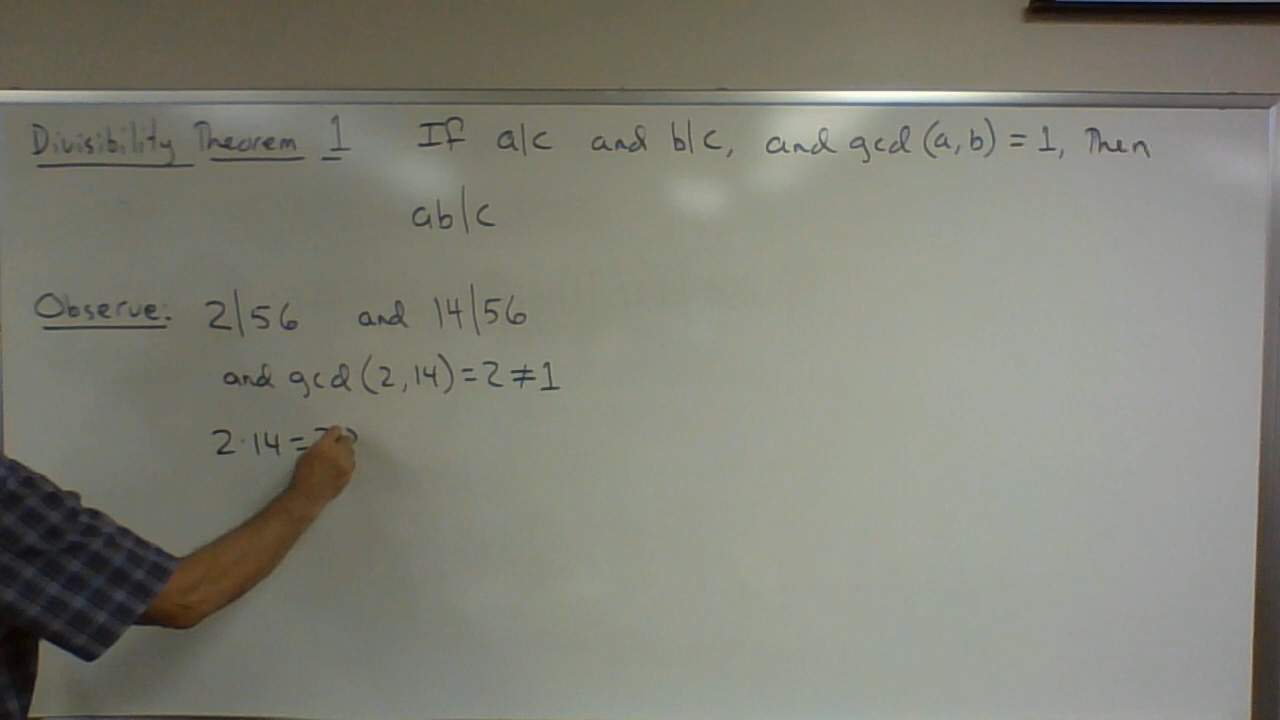 Divisibility Theorem 1 If a|c and b|c, and gcd(a,b)=1, Then
ab|c
Observe: 2|56 and 14|56
and gcd(2,14)=2≠1
2·14=